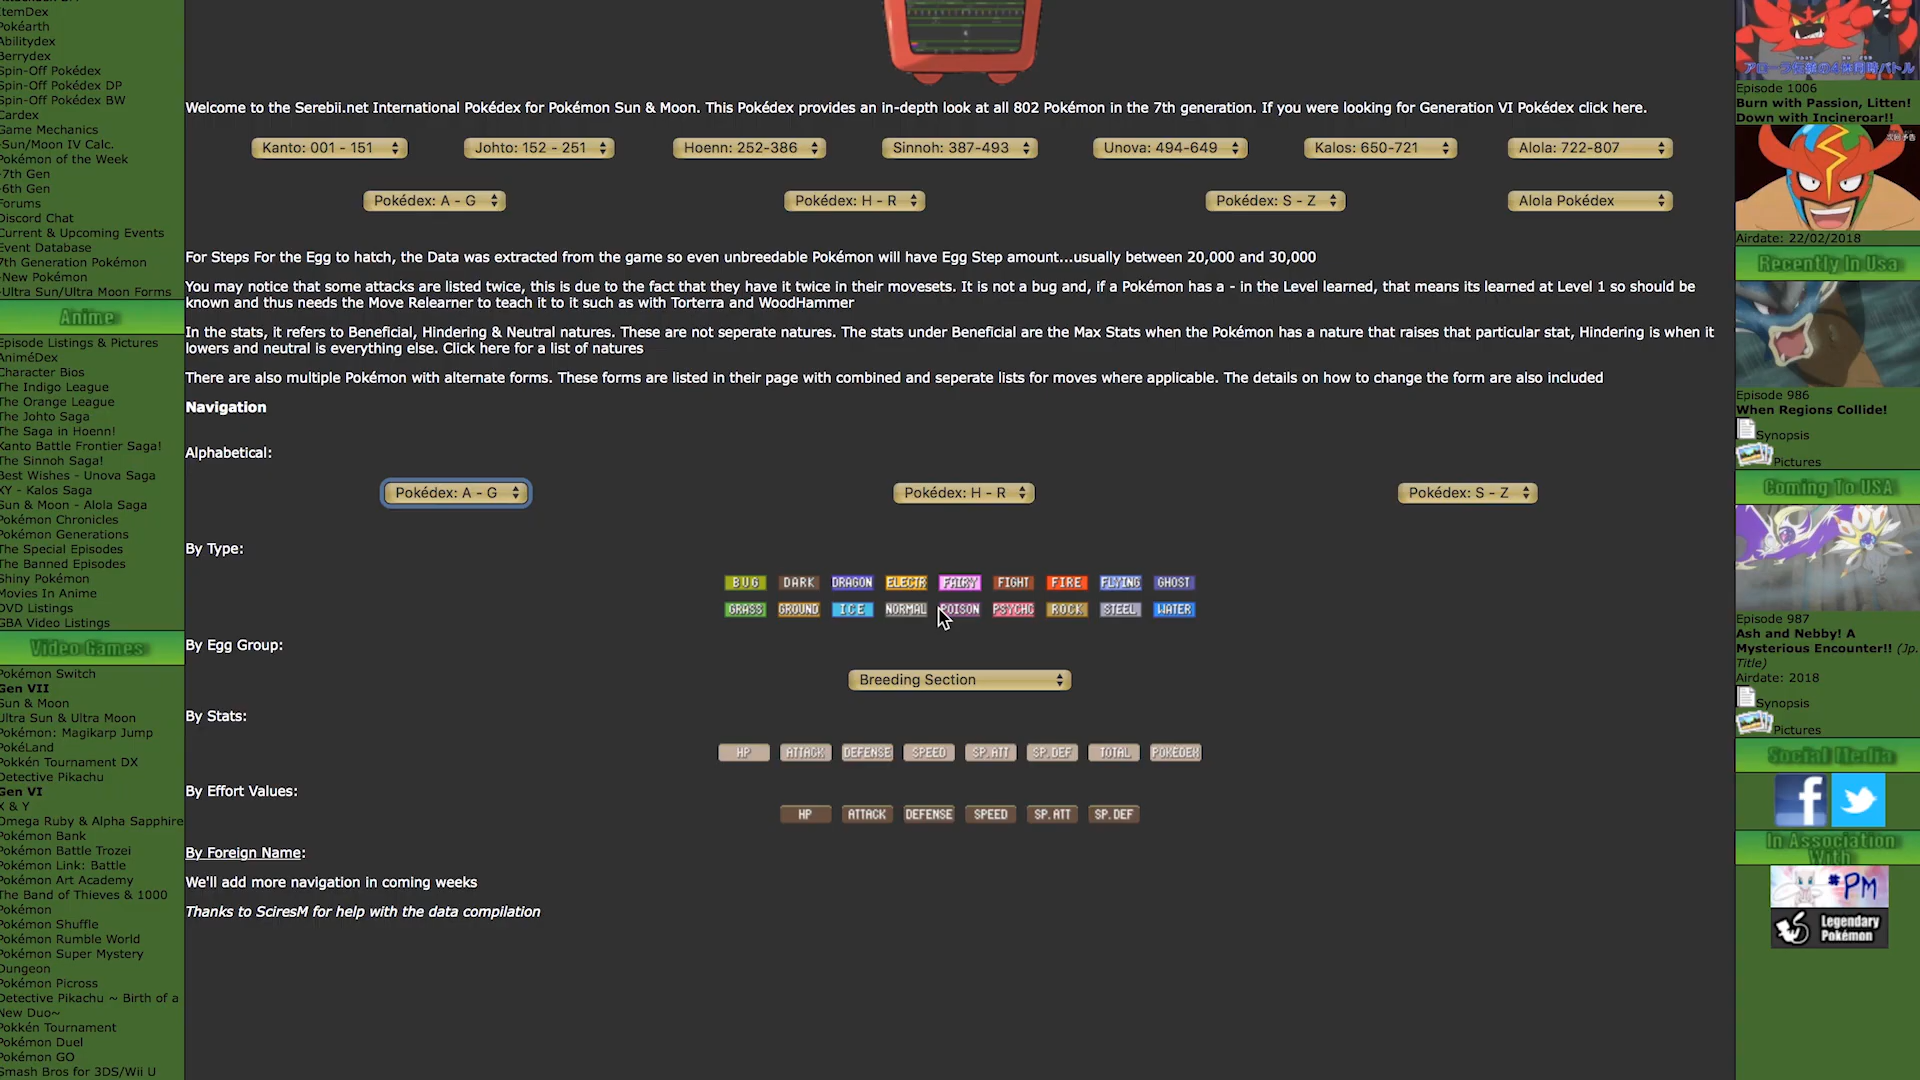 ItemDex
Pokéarth
Abilitydex
Berrydex
Spin-Off Pokédex
Spin-Off Pokédex DP
Spin-Off Pokédex BW
Cardex
Game Mechanics
-Sun/Moon IV Calc.
Pokémon of the Week
-7th Gen
-6th Gen
Forums
Discord Chat
Current & Upcoming Events
Event Database
7th Generation Pokémon
-New Pokémon
-Ultra Sun/Ultra Moon Forms
Anime
Episode Listings & Pictures
AniméDex
Character Bios
The Indigo League
The Orange League
The Johto Saga
The Saga in Hoenn!
Kanto Battle Frontier Saga!
The Sinnoh Saga!
Best Wishes - Unova Saga
XY - Kalos Saga
Sun & Moon - Alola Saga
Pokémon Chronicles
Pokémon Generations
The Special Episodes
The Banned Episodes
Shiny Pokémon
Movies In Anime
DVD Listings
GBA Video Listings
Video Games
Pokémon Switch
Gen VII
Sun & Moon
Ultra Sun & Ultra Moon
Pokémon: Magikarp Jump
PokéLand
Pokkén Tournament DX
Detective Pikachu
Gen VI
X & Y
Omega Ruby & Alpha Sapphire
Pokémon Bank
Pokémon Battle Trozei
Pokémon Link: Battle
Pokémon Art Academy
The Band of Thieves & 1000
Pokémon
Pokémon Shuffle
Pokémon Rumble World
Pokémon Super Mystery
Dungeon
Pokémon Picross
Detective Pikachu ~ Birth of a
New Duo~
Pokkén Tournament
Pokémon Duel
Pokémon GO
Smash Bros for 3DS/Wii U
Welcome to the Serebii.net International Pokédex for Pokémon Sun & Moon. This Pokédex provides an in-depth look at all 802 Pokémon in the 7th generation. If you were looking for Generation VI Pokédex click here.
Kanto: 001 - 151 Johto: 152 - 251 Hoenn: 252-386 Sinnoh: 387-493 Unova: 494-649 Kalos: 650-721 Alola: 722-807
Pokédex: A - G Pokédex: H - R Pokédex: S - Z Alola Pokédex
For Steps For the Egg to hatch, the Data was extracted from the game so even unbreedable Pokémon will have Egg Step amount...usually between 20,000 and 30,000
You may notice that some attacks are listed twice, this is due to the fact that they have it twice in their movesets. It is not a bug and, if a Pokémon has a - in the Level learned, that means its learned at Level 1 so should be
known and thus needs the Move Relearner to teach it to it such as with Torterra and WoodHammer
In the stats, it refers to Beneficial, Hindering & Neutral natures. These are not seperate natures. The stats under Beneficial are the Max Stats when the Pokémon has a nature that raises that particular stat, Hindering is when it
lowers and neutral is everything else. Click here for a list of natures
There are also multiple Pokémon with alternate forms. These forms are listed in their page with combined and seperate lists for moves where applicable. The details on how to change the form are also included
Navigation
Alphabetical:
Pokédex: A - G Pokédex: H - R Pokédex: S - Z
By Type:
BUG DARK DRAGON ELECTR FAIRY FIGHT FIRE FLYING GHOST
GRASS GROUND ICE NORMAL POISON PSYCHC ROCK STEEL WATER
By Egg Group:
Breeding Section
By Stats:
HP ATTACK DEFENSE SPEED SP.ATT SP.DEF TOTAL POKEDEX
By Effort Values:
HP ATTACK DEFENSE SPEED SP.ATT SP.DEF
By Foreign Name:
We'll add more navigation in coming weeks
Thanks to SciresM for help with the data compilation
Episode 1006
Burn with Passion, Litten!
Down with Incineroar!!
次回予告
Airdate: 22/02/2018
Recently In Usa
Episode 986
When Regions Collide!
Synopsis
Pictures
Coming To USA
Episode 987
Ash and Nebby! A
Mysterious Encounter!! (Jp.
Title)
Airdate: 2018
Synopsis
Pictures
Social Media
In Association
With
#PM
Legendary
Pokémon